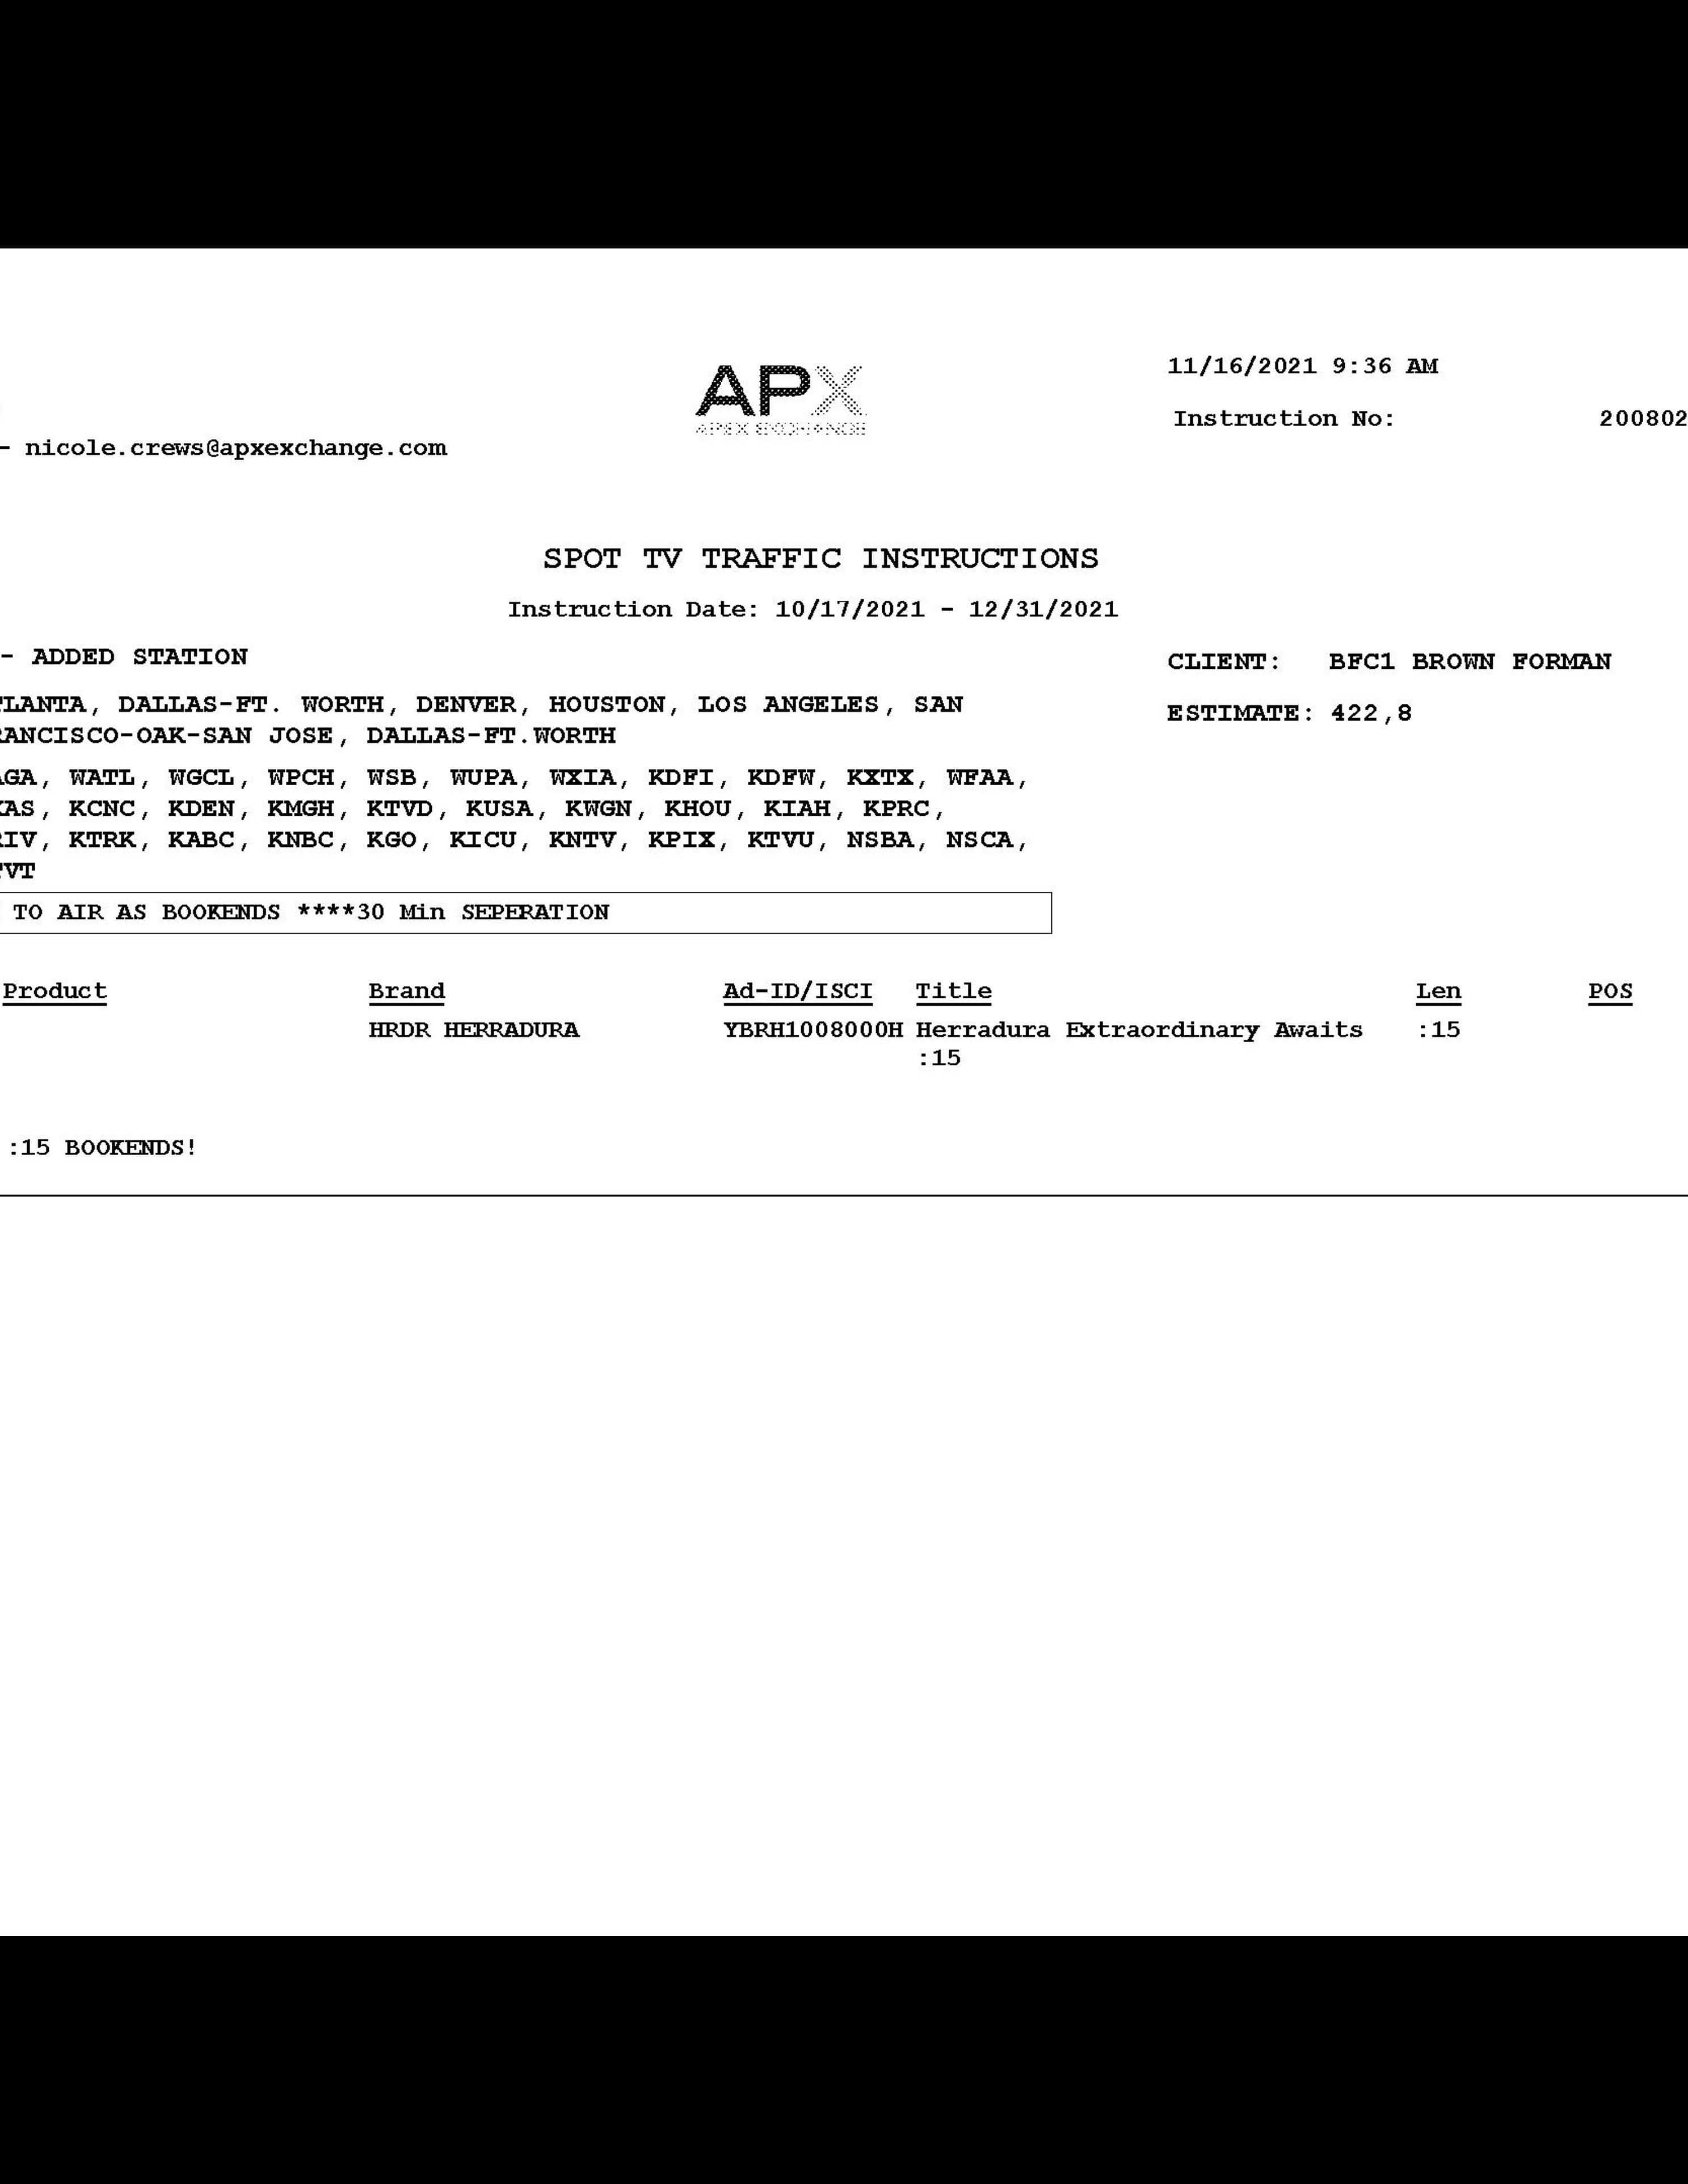 11/16/2021 9:36 AM
APX
APEX EXCHANGE
Instruction No: 200802
- nicole.crews@apxexchange.com
SPOT TV TRAFFIC INSTRUCTIONS
Instruction Date: 10/17/2021 - 12/31/2021
- ADDED STATION
CLIENT: BFC1 BROWN FORMAN
TLANTA, DALLAS-FT. WORTH, DENVER, HOUSTON, LOS ANGELES, SAN
ESTIMATE: 422,8
RANCISCO-OAK-SAN JOSE, DALLAS-FT.WORTH
AGA, WATL, WGCL, WPCH, WSB, WUPA, WXIA, KDFI, KDFW, KXTX, WFAA,
XAS, KCNC, KDEN, KMGH, KTVD, KUSA, KWGN, KHOU, KIAH, KPRC,
RIV, KTRK, KABC, KNBC, KGO, KICU, KNTV, KPIX, KTVU, NSBA, NSCA,
TVT
TO AIR AS BOOKENDS ****30 Min SEPERATION
Product Brand Ad-ID/ISCI Title Len POS
HRDR HERRADURA YBRH1008000H Herradura Extraordinary Awaits :15
:15
:15 BOOKENDS!